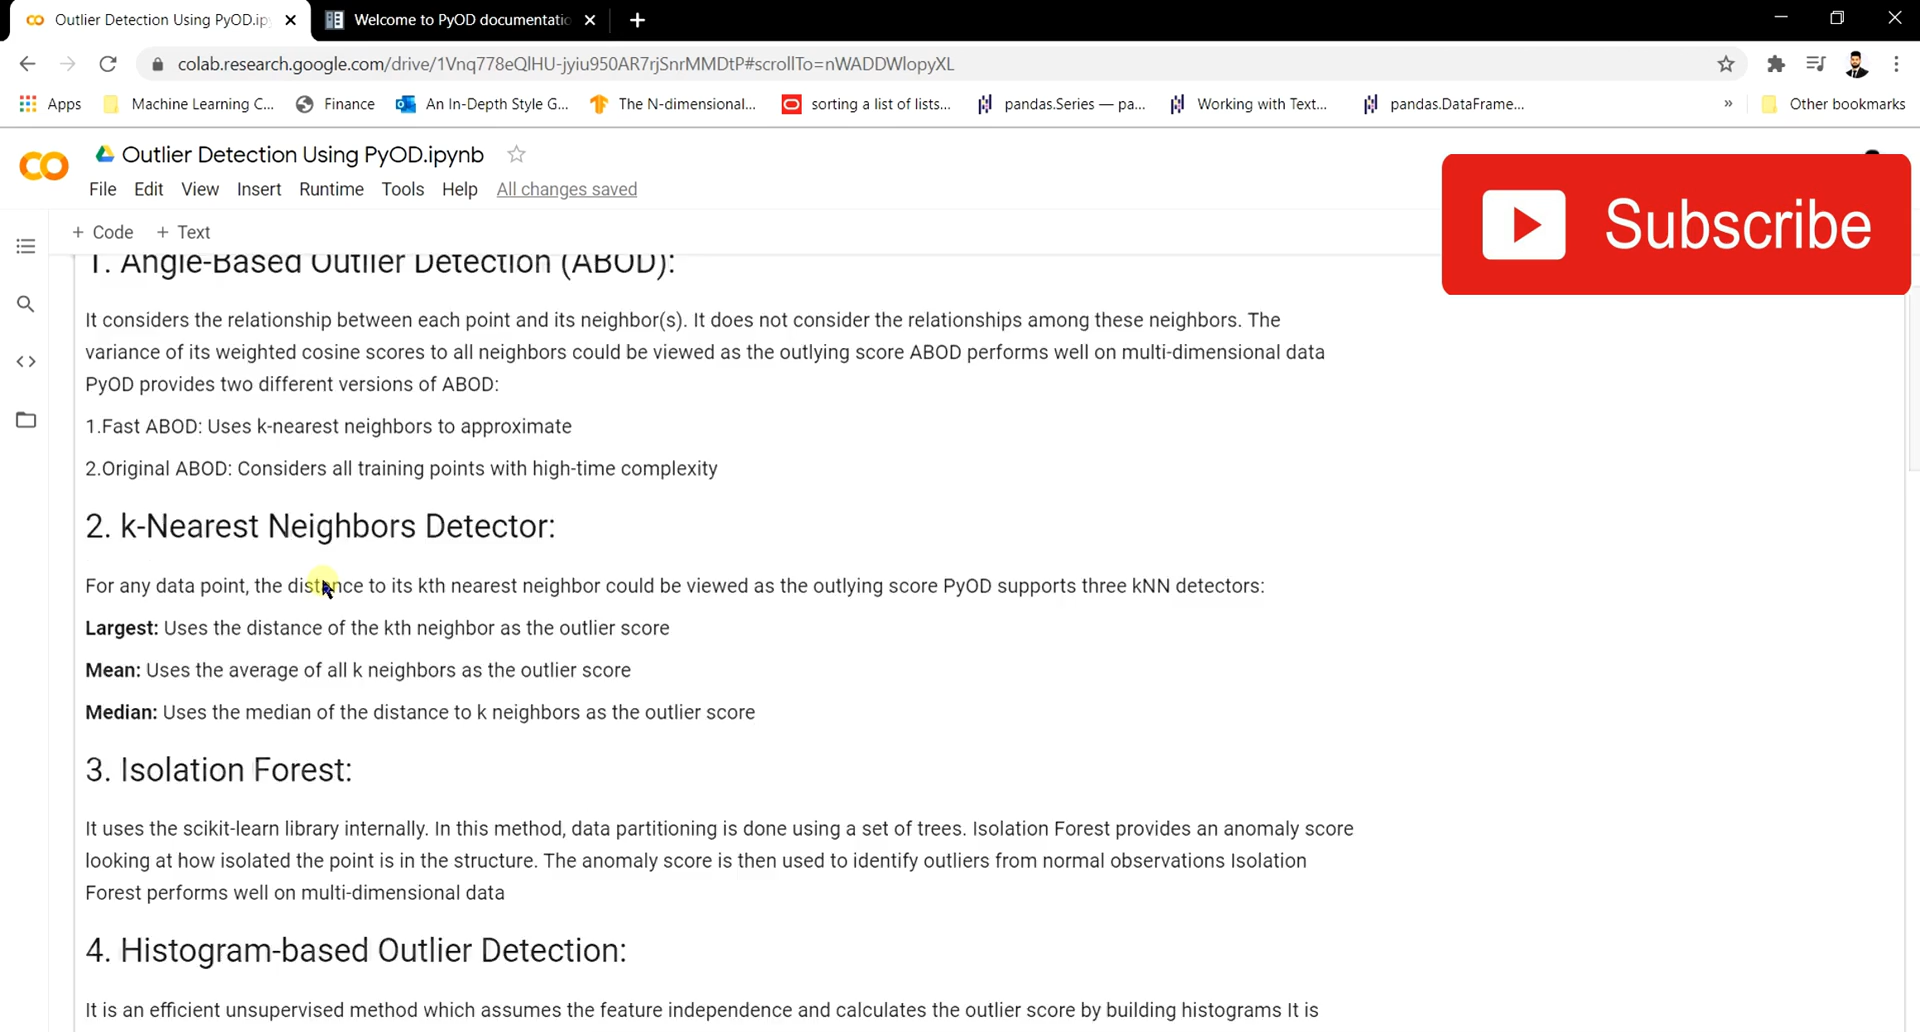 Outlier Detection Using PyOD.ip
Welcome to PyOD documentatio
colab.research.google.com/drive/1Vnq778eQIHU-jyiu950AR7rjSnrMMDtP#scrollTo=nWADDWlopyXL
Apps
Machine Learning C...
Finance
An In-Depth Style G...
The N-dimensional...
sorting a list of lists...
pandas.Series — pa...
Working with Text...
pandas.DataFrame...
»
Other bookmarks
Outlier Detection Using PyOD.ipynb
File Edit View Insert Runtime Tools Help All changes saved
Subscribe
+ Code + Text
1. Angle-Based Outlier Detection (ABOD):
It considers the relationship between each point and its neighbor(s). It does not consider the relationships among these neighbors. The
variance of its weighted cosine scores to all neighbors could be viewed as the outlying score ABOD performs well on multi-dimensional data
PyOD provides two different versions of ABOD:
1.Fast ABOD: Uses k-nearest neighbors to approximate
2.Original ABOD: Considers all training points with high-time complexity
2. k-Nearest Neighbors Detector:
For any data point, the distance to its kth nearest neighbor could be viewed as the outlying score PyOD supports three kNN detectors:
Largest: Uses the distance of the kth neighbor as the outlier score
Mean: Uses the average of all k neighbors as the outlier score
Median: Uses the median of the distance to k neighbors as the outlier score
3. Isolation Forest:
It uses the scikit-learn library internally. In this method, data partitioning is done using a set of trees. Isolation Forest provides an anomaly score
looking at how isolated the point is in the structure. The anomaly score is then used to identify outliers from normal observations Isolation
Forest performs well on multi-dimensional data
4. Histogram-based Outlier Detection:
It is an efficient unsupervised method which assumes the feature independence and calculates the outlier score by building histograms It is